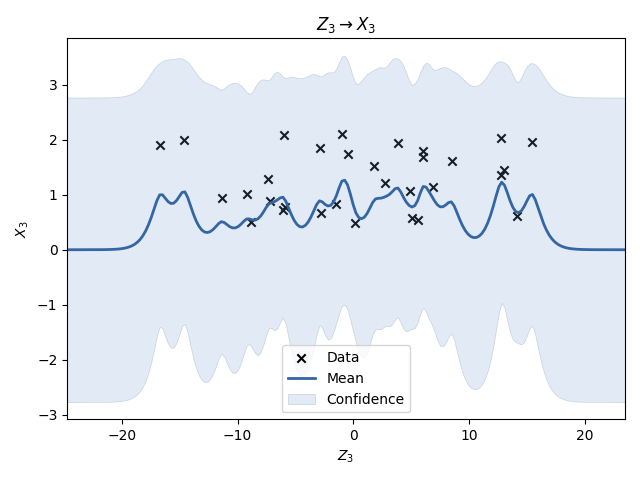 Z₃ → X₃
X₃
3
2
1
0
−1
−2
−3
Data
Mean
Confidence
−20 −10 0 10 20
Z₃